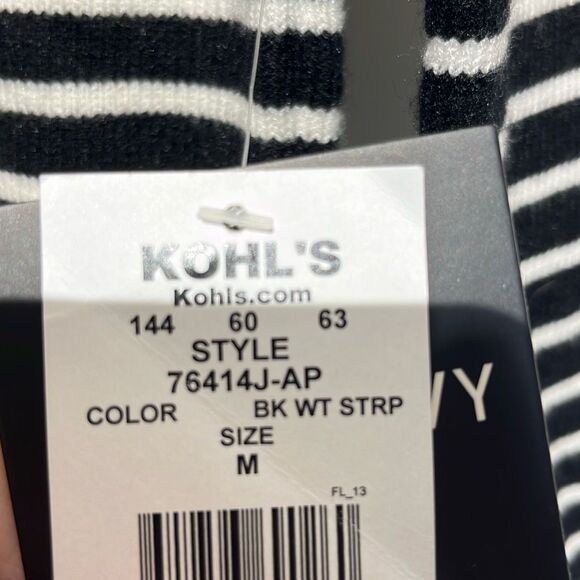 KOHL'S
Kohls.com
144 60 63
STYLE
76414J-AP
COLOR BK WT STRP
SIZE
M
FL_13